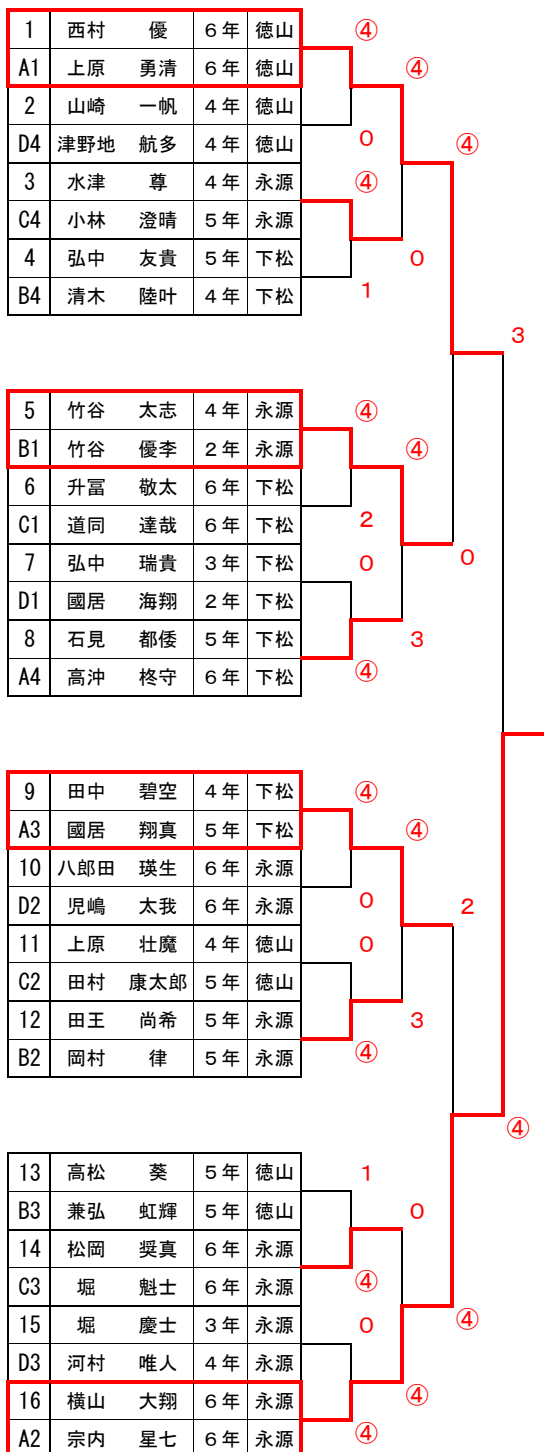 1 西村 優 6年 徳山
A1 上原 勇清 6年 徳山
2 山崎 一帆 4年 徳山
D4 津野地 航多 4年 徳山
3 水津 尊 4年 永源
C4 小林 澄晴 5年 永源
4 弘中 友貴 5年 下松
B4 清木 陸叶 4年 下松
④
0
④
1
④
0
④
3
5 竹谷 太志 4年 永源
B1 竹谷 優李 2年 永源
6 升冨 敬太 6年 下松
C1 道同 達哉 6年 下松
7 弘中 瑞貴 3年 下松
D1 國居 海翔 2年 下松
8 石見 都倭 5年 下松
A4 高沖 柊守 6年 下松
④
2
0
④
④
3
0
9 田中 碧空 4年 下松
A3 國居 翔真 5年 下松
10 八郎田 瑛生 6年 永源
D2 児嶋 太我 6年 永源
11 上原 壮魔 4年 徳山
C2 田村 康太郎 5年 徳山
12 田王 尚希 5年 永源
B2 岡村 律 5年 永源
④
0
0
④
④
3
2
④
13 高松 葵 5年 徳山
B3 兼弘 虹輝 5年 徳山
14 松岡 奨真 6年 永源
C3 堀 魁士 6年 永源
15 堀 慶士 3年 永源
D3 河村 唯人 4年 永源
16 横山 大翔 6年 永源
A2 宗内 星七 6年 永源
1
④
0
④
0
④
④